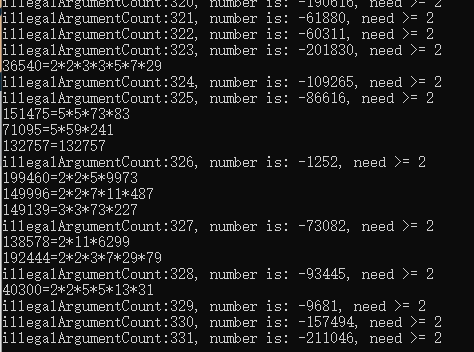 illegalArgumentCount:320, number is: -190616, need >= 2
illegalArgumentCount:321, number is: -61880, need >= 2
illegalArgumentCount:322, number is: -60311, need >= 2
illegalArgumentCount:323, number is: -201830, need >= 2
36540=2*2*3*3*5*7*29
illegalArgumentCount:324, number is: -109265, need >= 2
illegalArgumentCount:325, number is: -86616, need >= 2
151475=5*5*73*83
71095=5*59*241
132757=132757
illegalArgumentCount:326, number is: -1252, need >= 2
199460=2*2*5*9973
149996=2*2*7*11*487
149139=3*3*73*227
illegalArgumentCount:327, number is: -73082, need >= 2
138578=2*11*6299
192444=2*2*3*7*29*79
illegalArgumentCount:328, number is: -93445, need >= 2
40300=2*2*5*5*13*31
illegalArgumentCount:329, number is: -9681, need >= 2
illegalArgumentCount:330, number is: -157494, need >= 2
illegalArgumentCount:331, number is: -211046, need >= 2